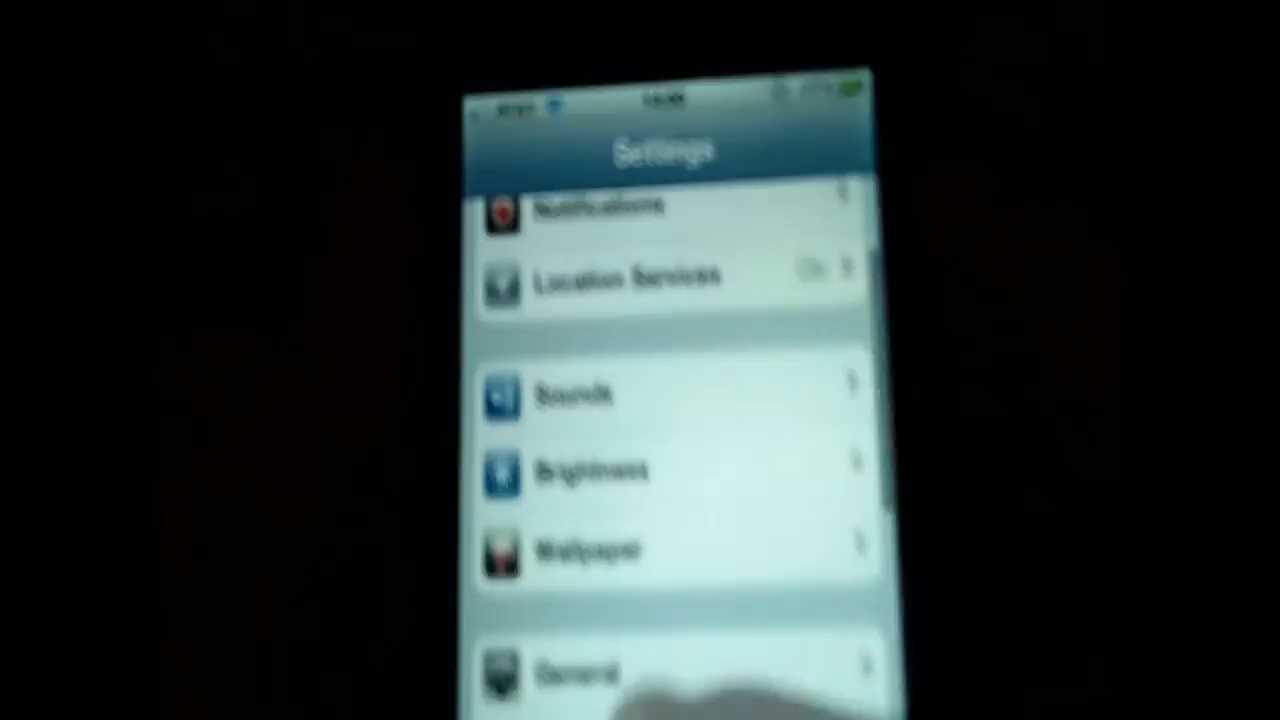 Settings
Notifications
Location Services
Sounds
Brightness
Wallpaper
General